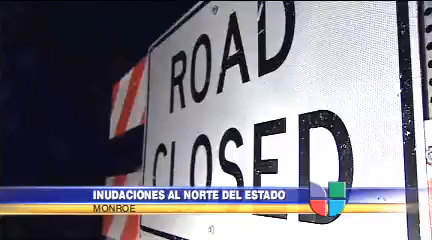 ROAD
CLOSED
INUDACIONES AL NORTE DEL ESTADO
MONROE